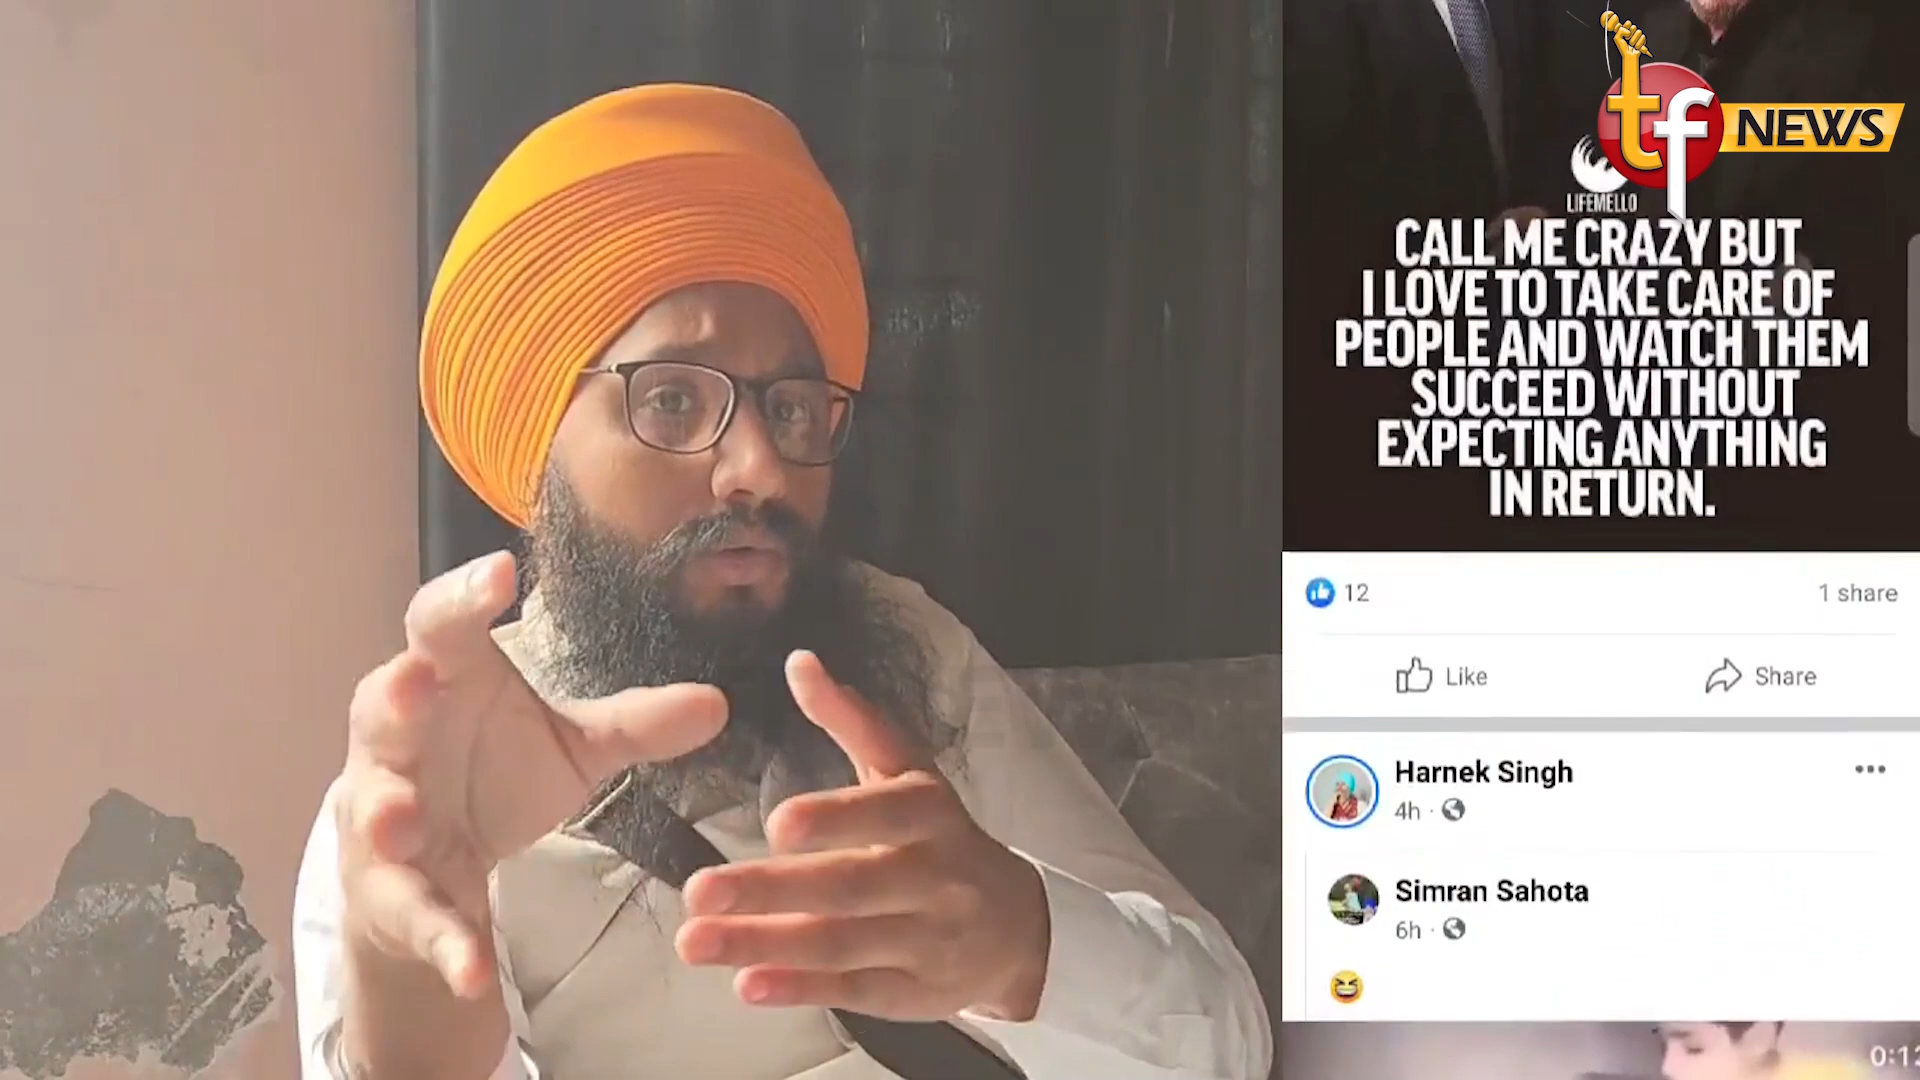 tf NEWS
LIFEMELLO
CALL ME CRAZY BUT
I LOVE TO TAKE CARE OF
PEOPLE AND WATCH THEM
SUCCEED WITHOUT
EXPECTING ANYTHING
IN RETURN.
12
1 share
Like
Share
Harnek Singh
4h ·
Simran Sahota
6h ·